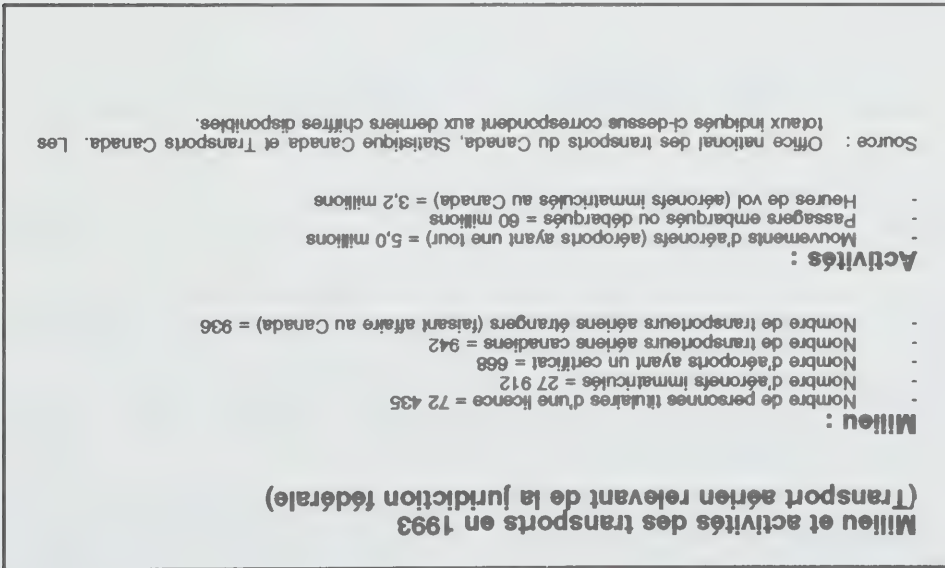 Milieu et activités des transports en 1993
(Transport aérien relevant de la juridiction fédérale)
Milieu :
- Nombre de personnes titulaires d'une licence = 72 435
- Nombre d'aéronefs immatriculés = 27 912
- Nombre d'aéroports ayant un certificat = 668
- Nombre de transporteurs aériens canadiens = 942
- Nombre de transporteurs aériens étrangers (faisant affaire au Canada) = 936
Activités :
- Mouvements d'aéronefs (aéroports ayant une tour) = 5,0 millions
- Passagers embarqués ou débarqués = 60 millions
- Heures de vol (aéronefs immatriculés au Canada) = 3,2 millions
Source : Office national des transports du Canada, Statistique Canada et Transports Canada. Les
totaux indiqués ci-dessus correspondent aux derniers chiffres disponibles.